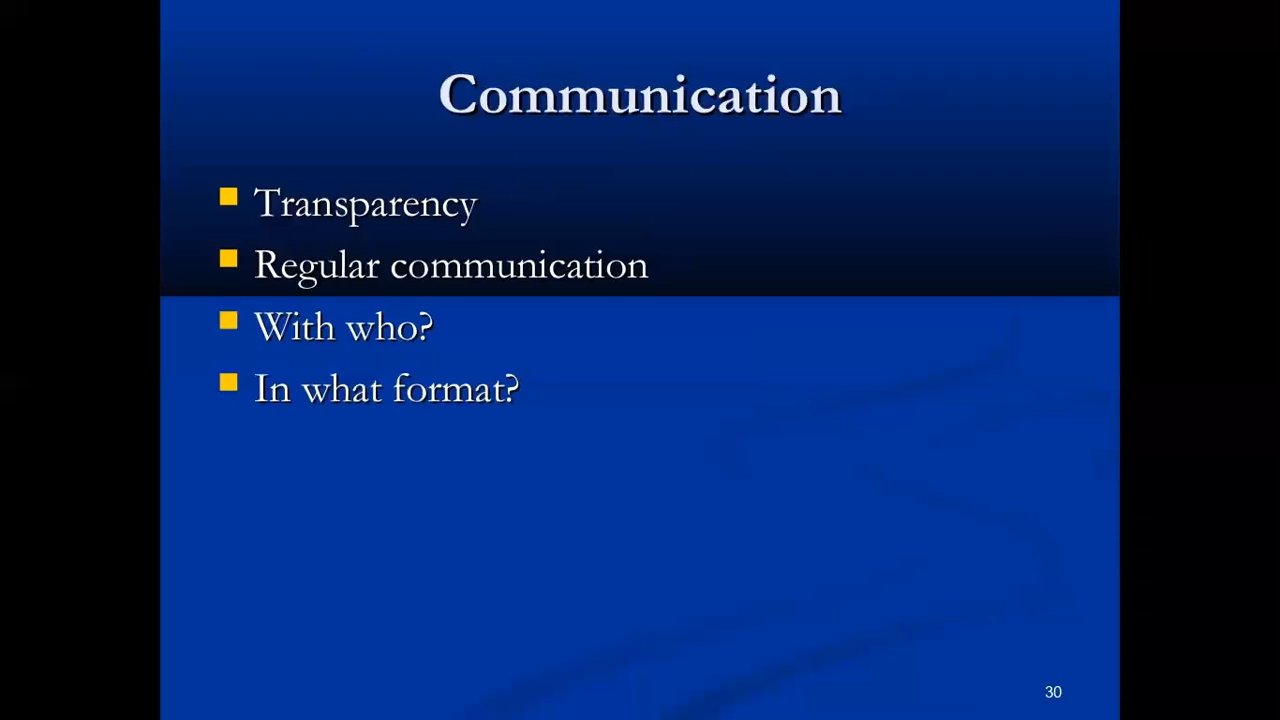 Communication
Transparency
Regular communication
With who?
In what format?
30